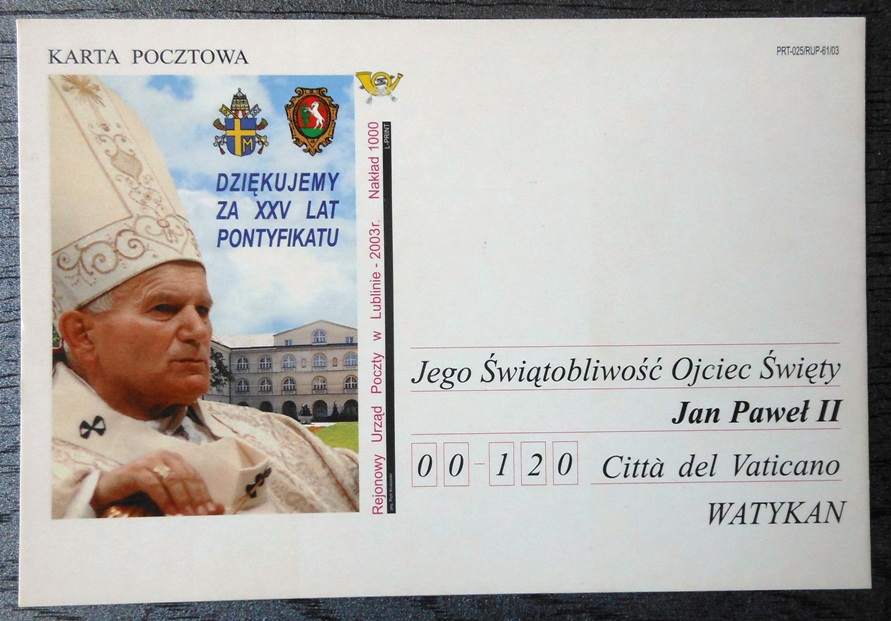 KARTA POCZTOWA
PRT-025/RUP-61/03
DZIĘKUJEMY
ZA XXV LAT
PONTYFIKATU
Rejonowy Urząd Poczty w Lublinie - 2003r. Nakład 1000
L-PRINT
Jego Świątobliwość Ojciec Święty
Jan Paweł II
00-120 Città del Vaticano
WATYKAN